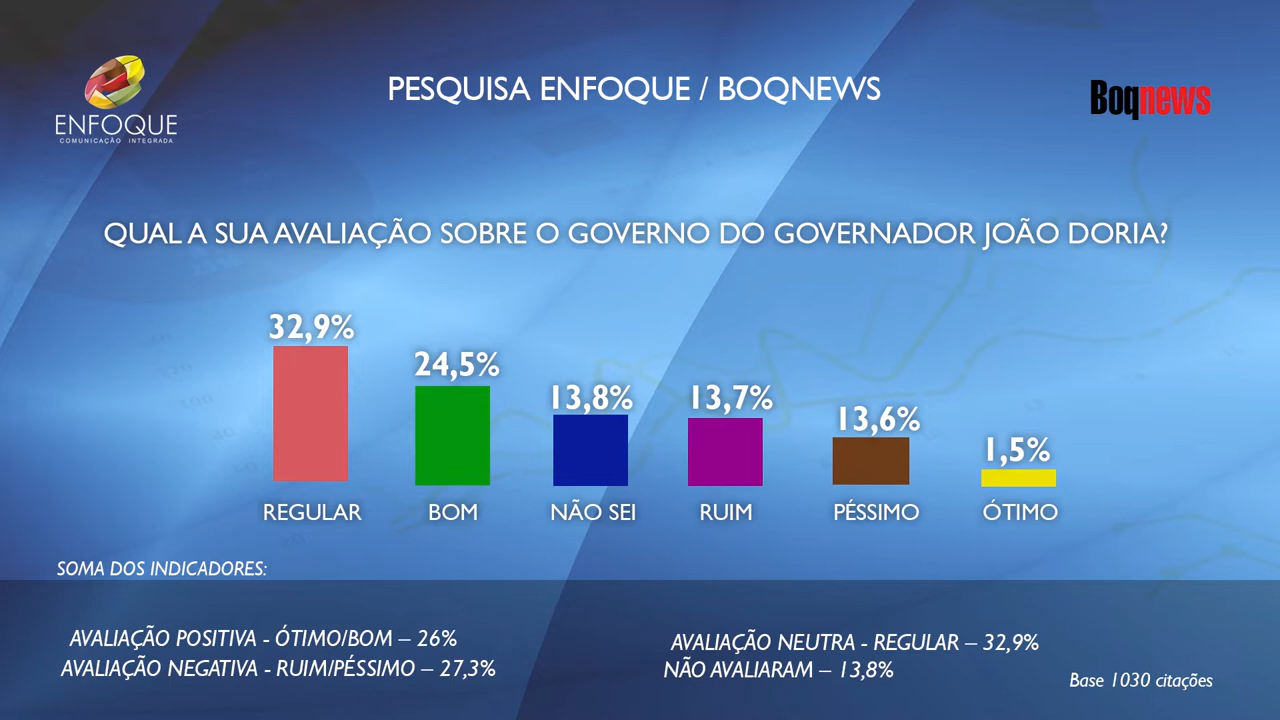 PESQUISA ENFOQUE / BOQNEWS
ENFOQUE
COMUNICAÇÃO INTEGRADA
Boqnews
QUAL A SUA AVALIAÇÃO SOBRE O GOVERNO DO GOVERNADOR JOÃO DORIA?
32,9% 24,5% 13,8% 13,7% 13,6% 1,5%
REGULAR BOM NÃO SEI RUIM PÉSSIMO ÓTIMO
SOMA DOS INDICADORES:
AVALIAÇÃO POSITIVA - ÓTIMO/BOM – 26%
AVALIAÇÃO NEGATIVA - RUIM/PÉSSIMO – 27,3%
AVALIAÇÃO NEUTRA - REGULAR – 32,9%
NÃO AVALIARAM – 13,8%
Base 1030 citações